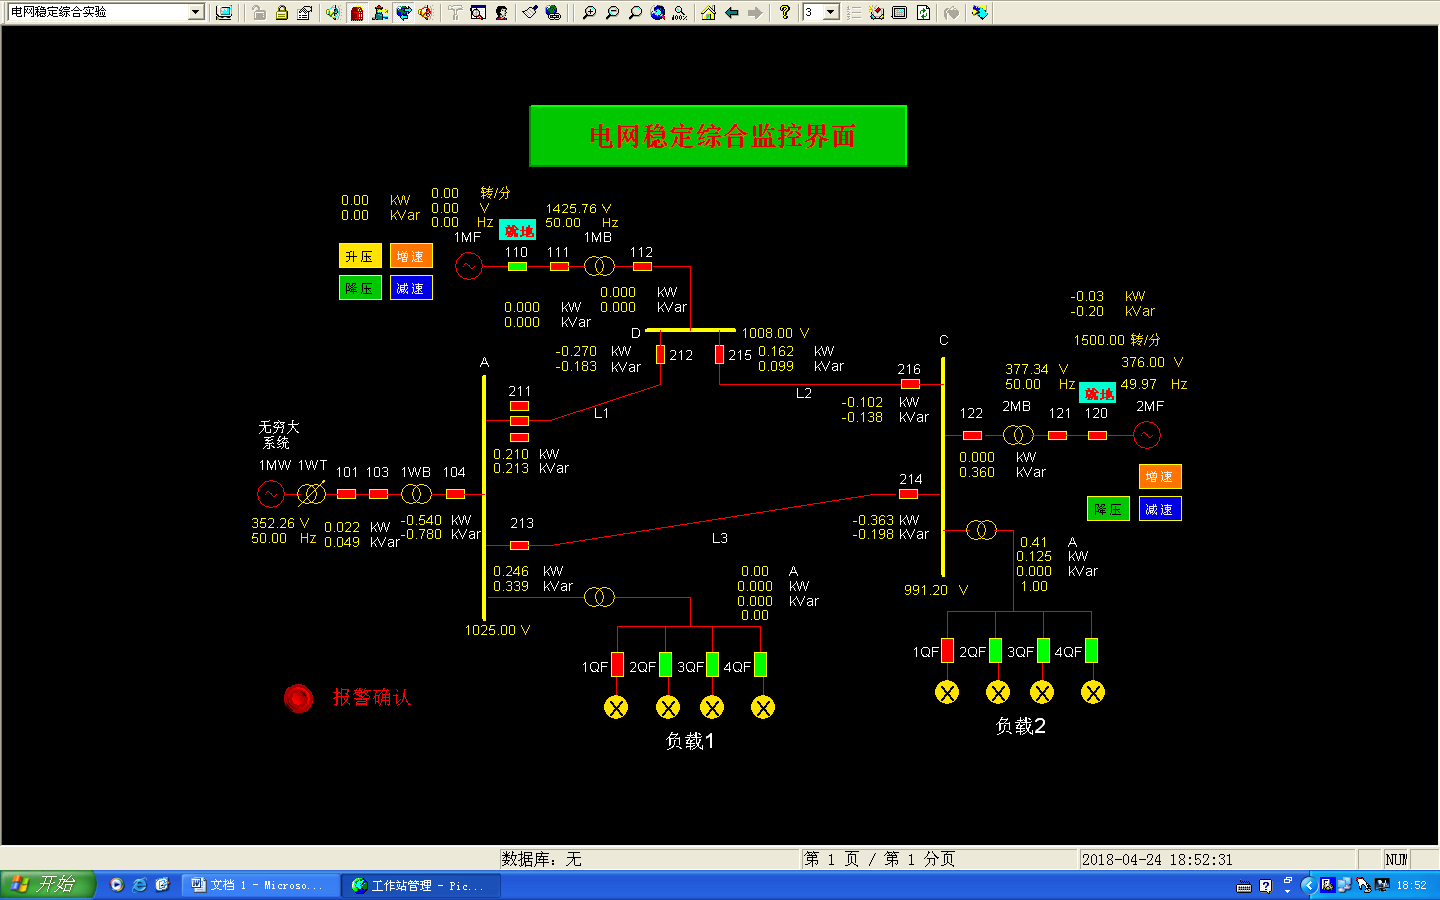 电网稳定综合实验
100%
?
3
电网稳定综合监控界面
0.00 kW
0.00 kVar
0.00 转/分
0.00 V
0.00 Hz
就地
1425.76 V
50.00 Hz
1MF
110
111
1MB
112
升压
增速
降压
减速
0.000 kW
0.000 kVar
0.000 kW
0.000 kVar
D
1008.00 V
-0.270 kW
-0.183 kVar
212
215
0.162 kW
0.099 kVar
L1
L2
-0.03 kW
-0.20 kVar
1500.00 转/分
C
216
377.34 V
50.00 Hz
376.00 V
49.97 Hz
就地
-0.102 kW
-0.138 kVar
122
2MB
121
120
2MF
0.000 kW
0.360 kVar
增速
降压
减速
A
211
0.210 kW
0.213 kVar
无穷大
系统
1MW
1WT
101
103
1WB
104
352.26 V
50.00 Hz
0.022 kW
0.049 kVar
-0.540 kW
-0.780 kVar
213
0.246 kW
0.339 kVar
L3
214
-0.363 kW
-0.198 kVar
991.20 V
0.41 A
0.125 kW
0.000 kVar
1.00
0.00 A
0.000 kW
0.000 kVar
0.00
1025.00 V
1QF
2QF
3QF
4QF
X
X
X
X
负载1
1QF
2QF
3QF
4QF
X
X
X
X
负载2
报警确认
数据库：无
第 1 页 / 第 1 分页
2018-04-24 18:52:31
NUM
开始
文档 1 - Microso...
工作站管理 - Pic...
18:52